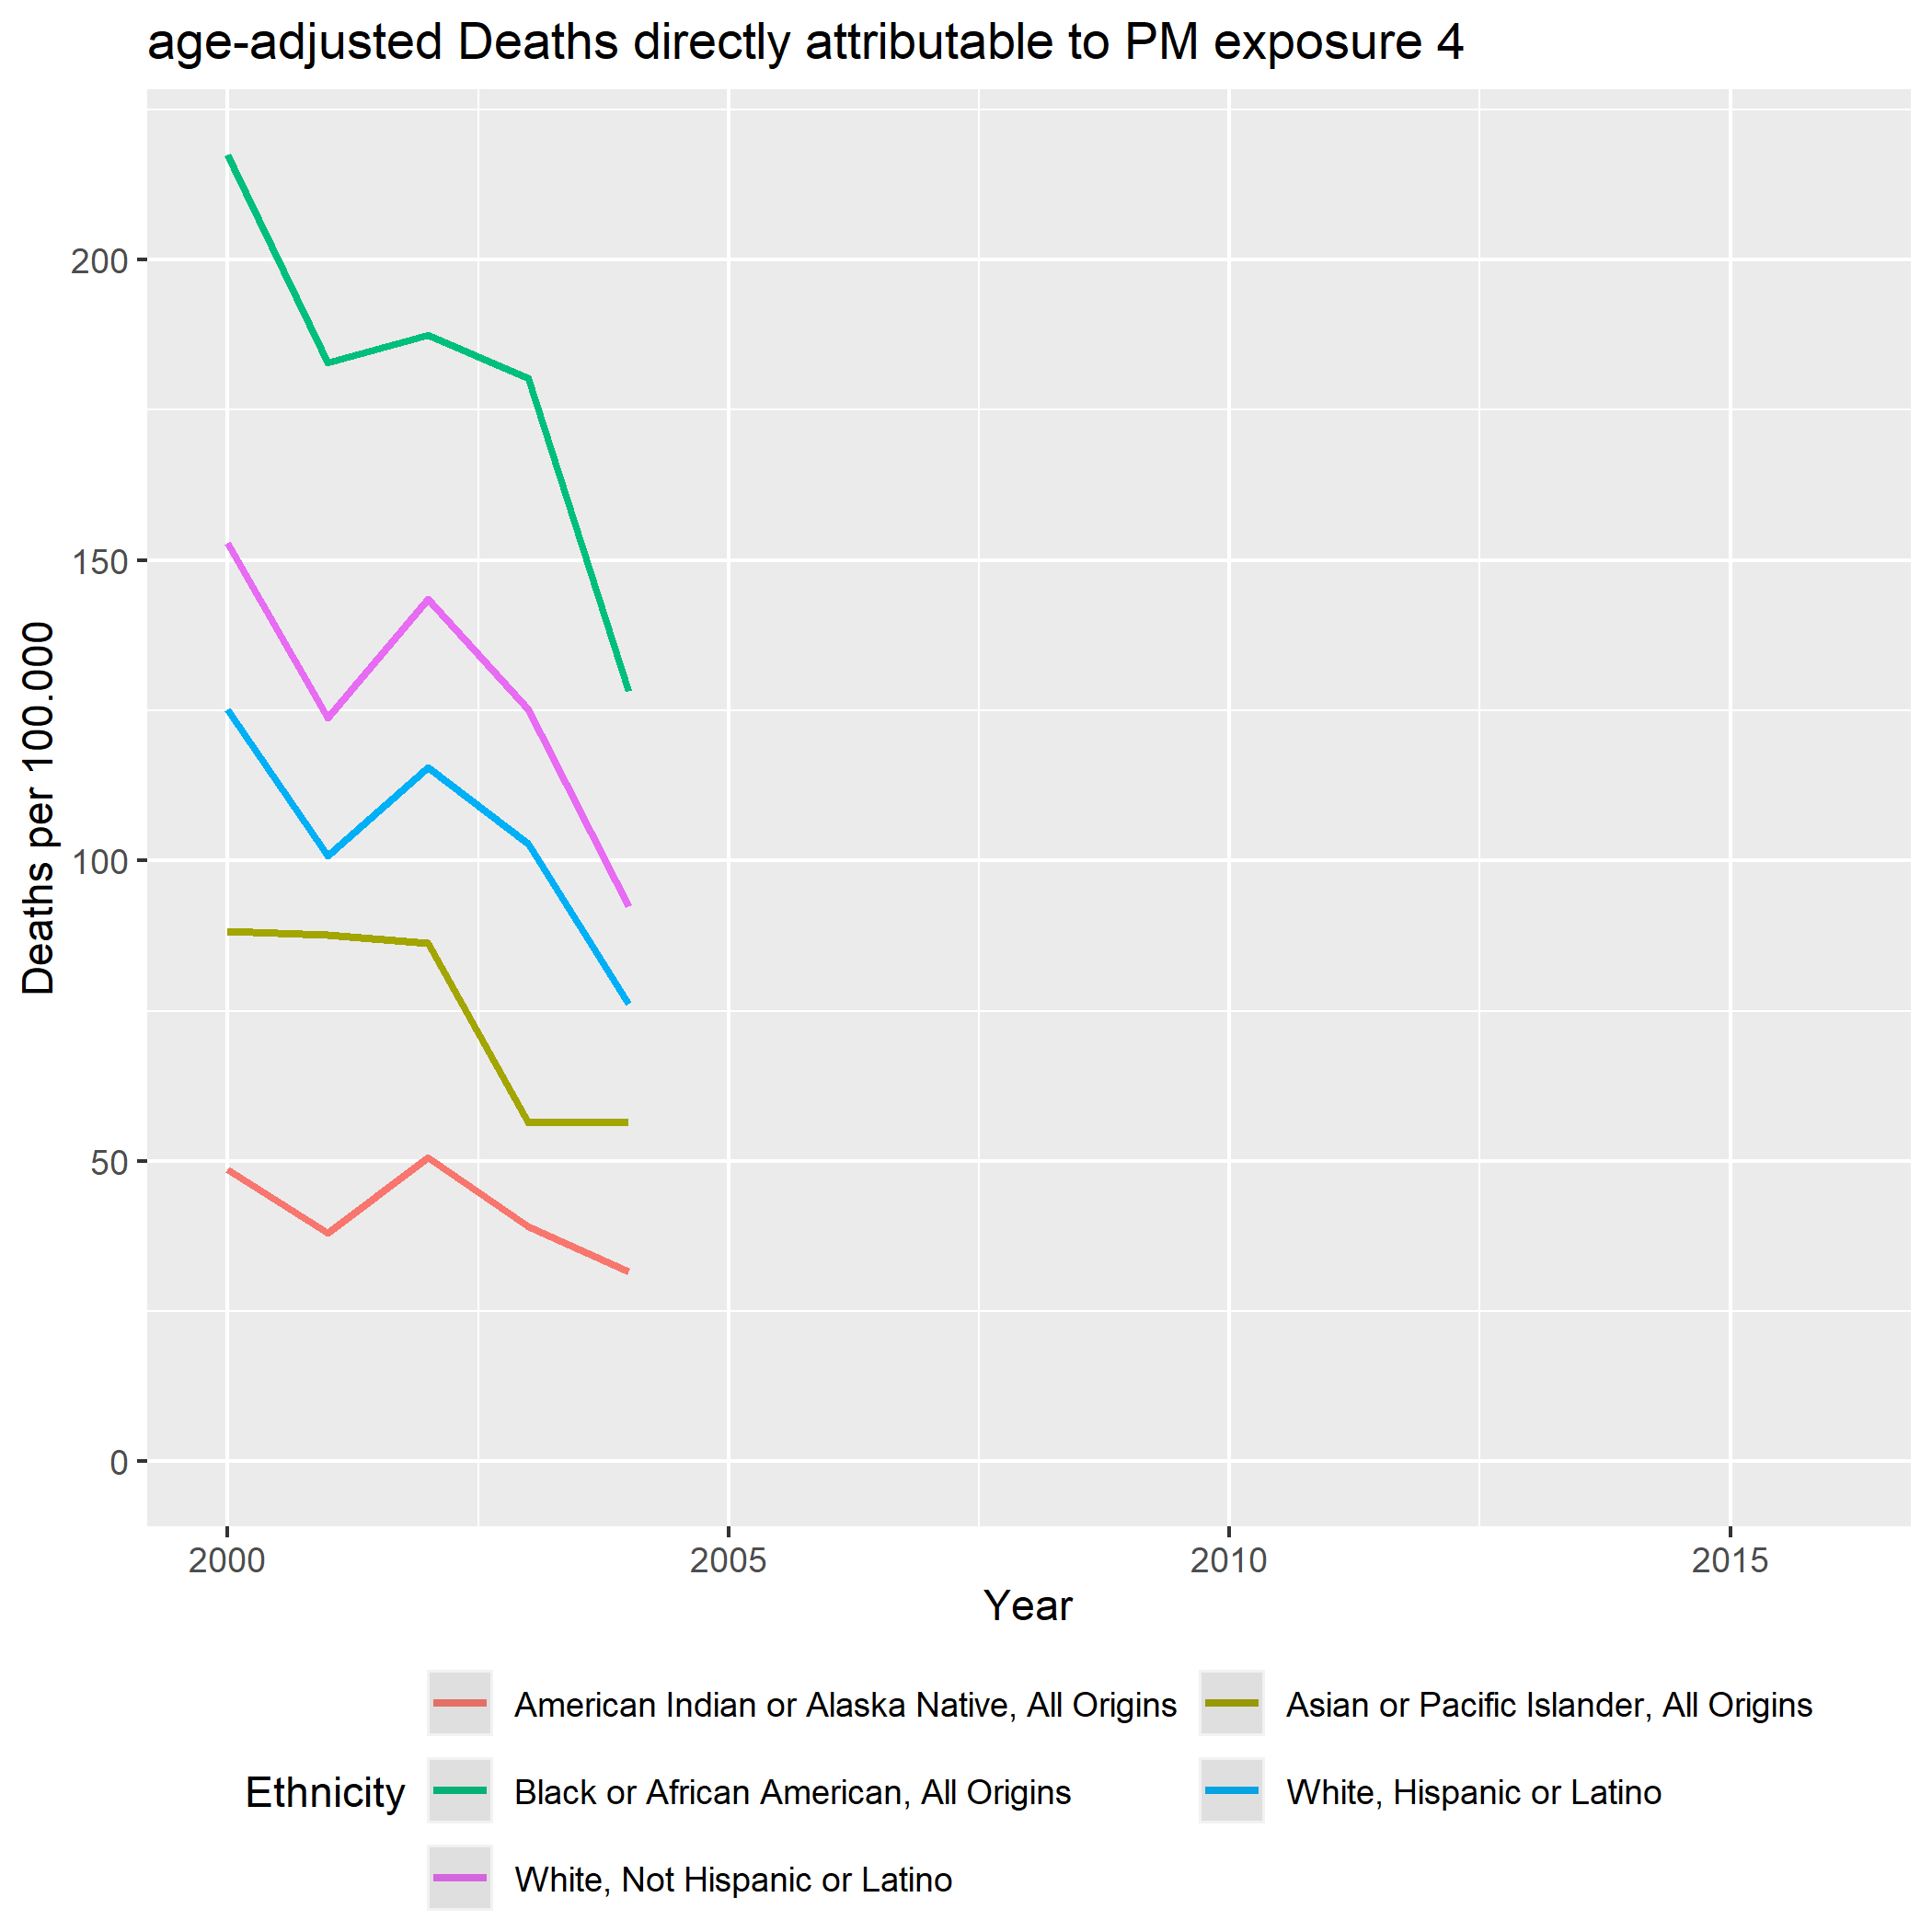 age-adjusted Deaths directly attributable to PM exposure 4
Deaths per 100.000
200
150
100
50
0
2000 2005 2010 2015
Year
Ethnicity
American Indian or Alaska Native, All Origins
Asian or Pacific Islander, All Origins
Black or African American, All Origins
White, Hispanic or Latino
White, Not Hispanic or Latino